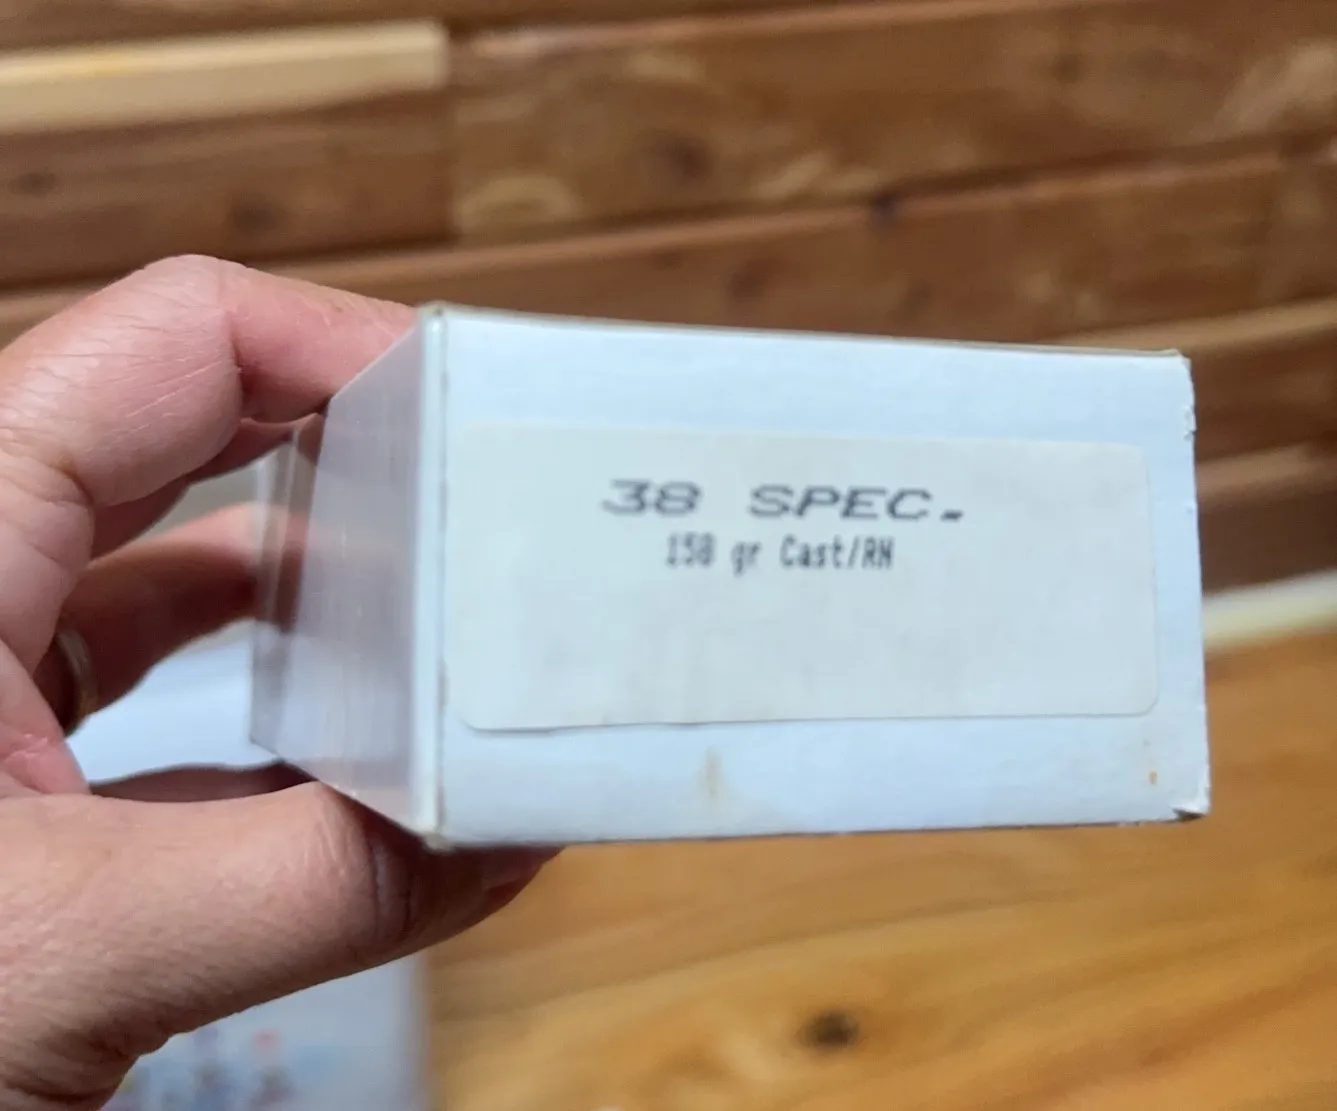 38 SPEC.
158 gr Cast/RN